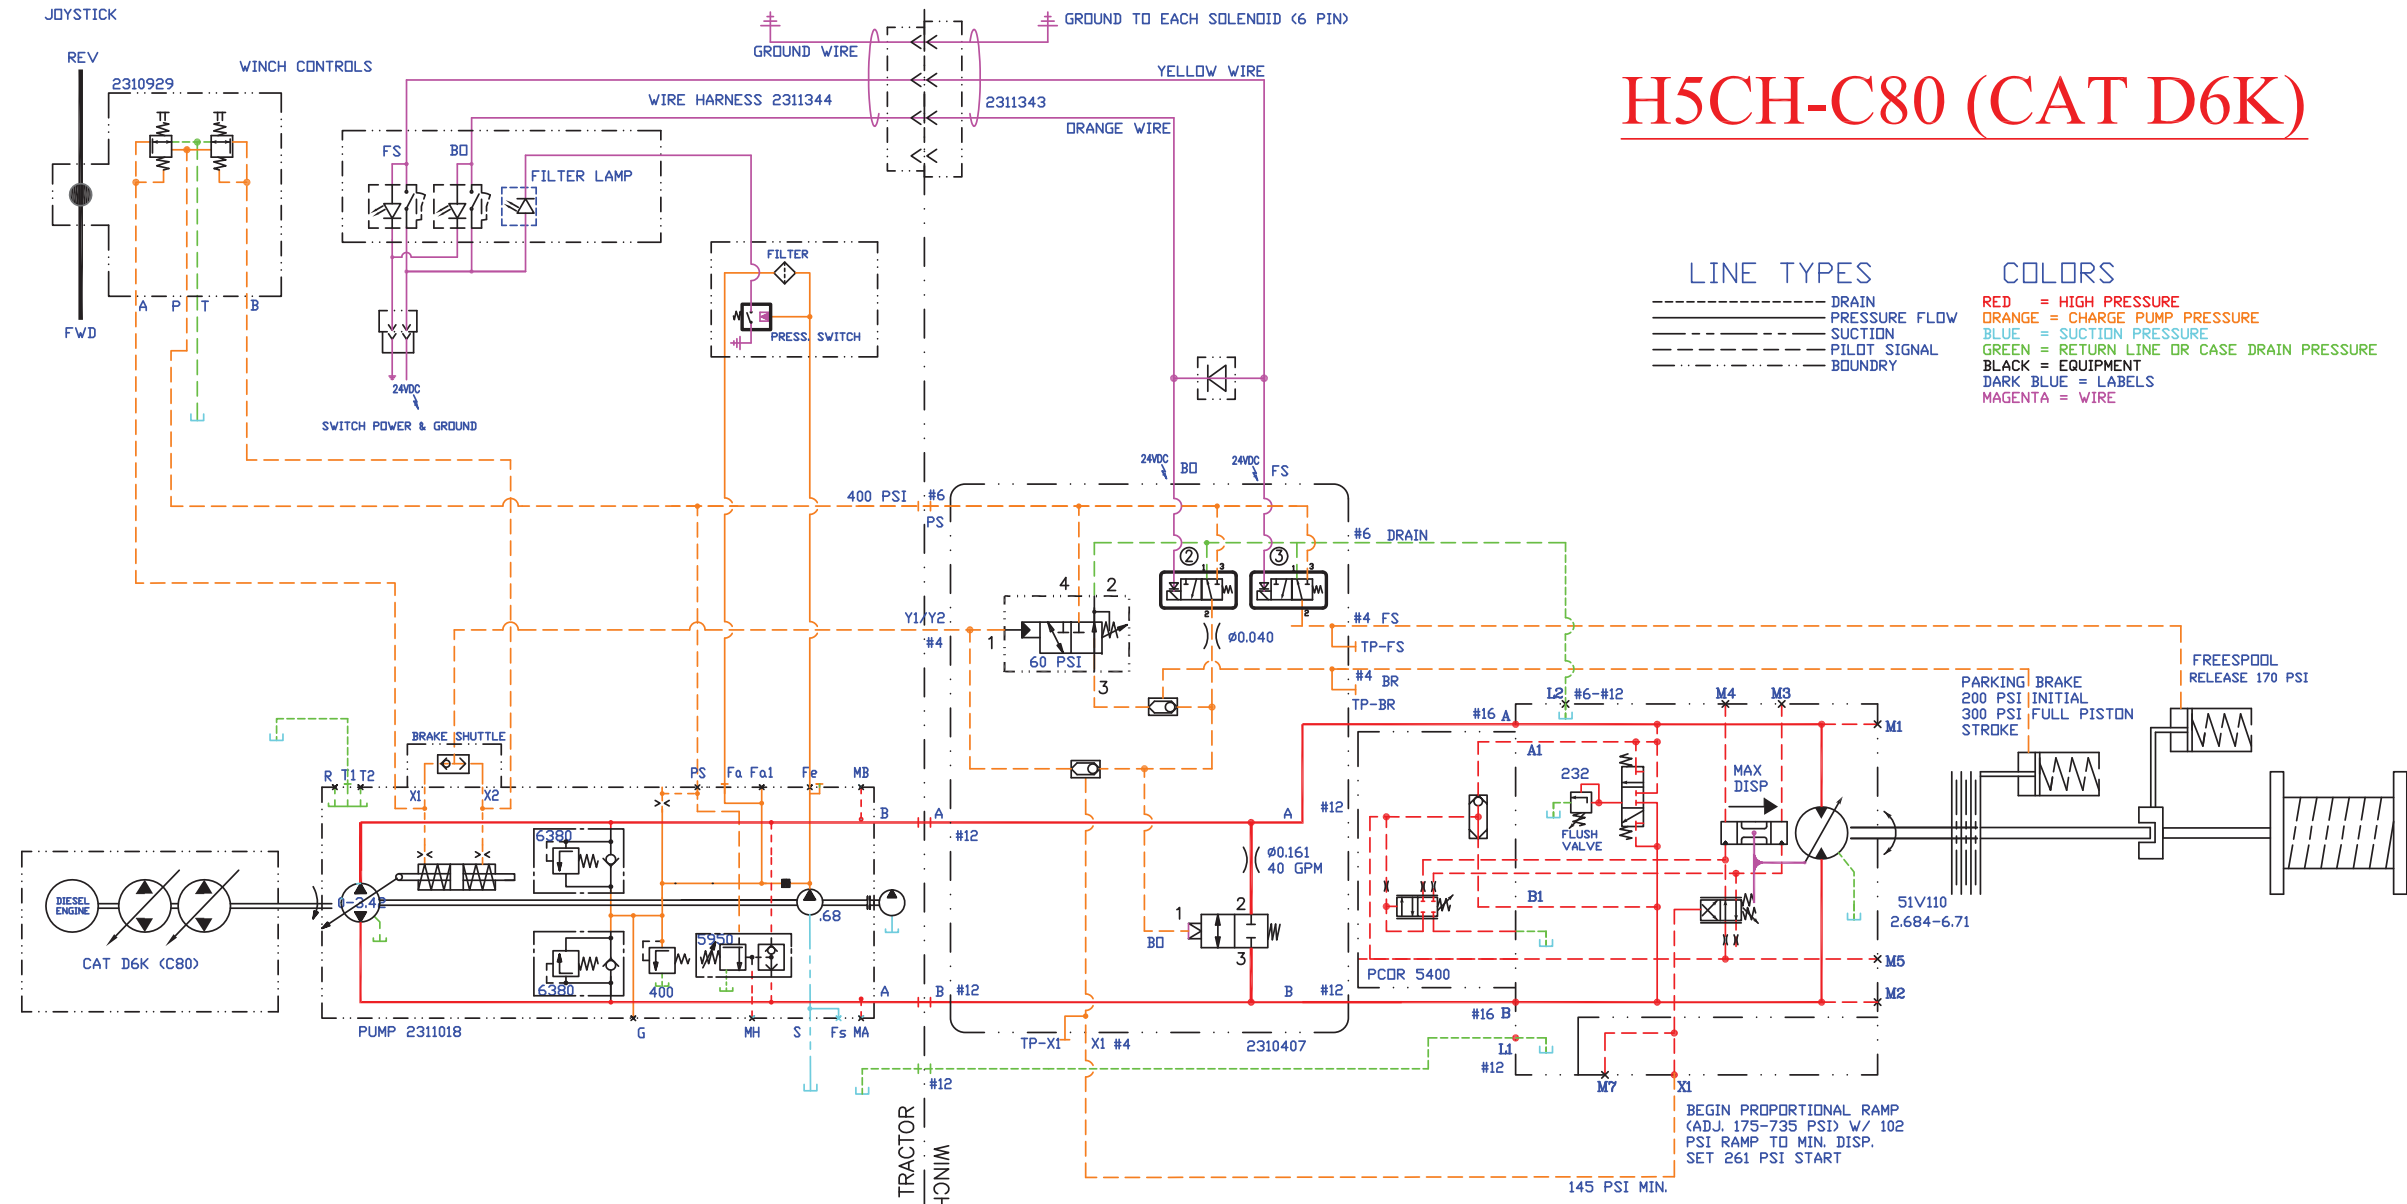 JOYSTICK
REV
2310929
WINCH CONTROLS
A P T B
FWD
GROUND WIRE
GROUND TO EACH SOLENOID (6 PIN)
YELLOW WIRE
WIRE HARNESS 2311344
2311343
ORANGE WIRE
H5CH-C80 (CAT D6K)
FS
BO
FILTER LAMP
FILTER
PRESS. SWITCH
24VDC
SWITCH POWER & GROUND
LINE TYPES
DRAIN
PRESSURE FLOW
SUCTION
PILOT SIGNAL
BOUNDRY
COLORS
RED = HIGH PRESSURE
ORANGE = CHARGE PUMP PRESSURE
BLUE = SUCTION PRESSURE
GREEN = RETURN LINE OR CASE DRAIN PRESSURE
BLACK = EQUIPMENT
DARK BLUE = LABELS
MAGENTA = WIRE
24VDC
BO
24VDC
FS
400 PSI
#6
PS
#6 DRAIN
2
3
1 3
2
1 3
2
4 2
1
60 PSI
3
Y1/Y2
#4
Ø0.040
#4 FS
TP-FS
#4 BR
TP-BR
FREESPOOL
RELEASE 170 PSI
PARKING BRAKE
200 PSI INITIAL
300 PSI FULL PISTON
STROKE
BRAKE SHUTTLE
R T1 T2
X1
X2
PS Fa Fa1 Fe MB
6380
6380
0-3.42
400
5950
.68
B
A
DIESEL
ENGINE
CAT D6K (C80)
PUMP 2311018
G
MH
S
Fs MA
A
#12
B
#12
A
#12
Ø0.161
40 GPM
1
2
3
BO
B
#12
TP-X1
X1 #4
2310407
#12
TRACTOR
WINCH
L2 #6-#12
M4
M3
#16 A
M1
A1
232
FLUSH
VALVE
MAX
DISP
B1
51V110
2.684-6.71
PCOR 5400
M5
M2
#16 B
L1
#12
M7
X1
BEGIN PROPORTIONAL RAMP
(ADJ. 175-735 PSI) W/ 102
PSI RAMP TO MIN. DISP.
SET 261 PSI START
145 PSI MIN.